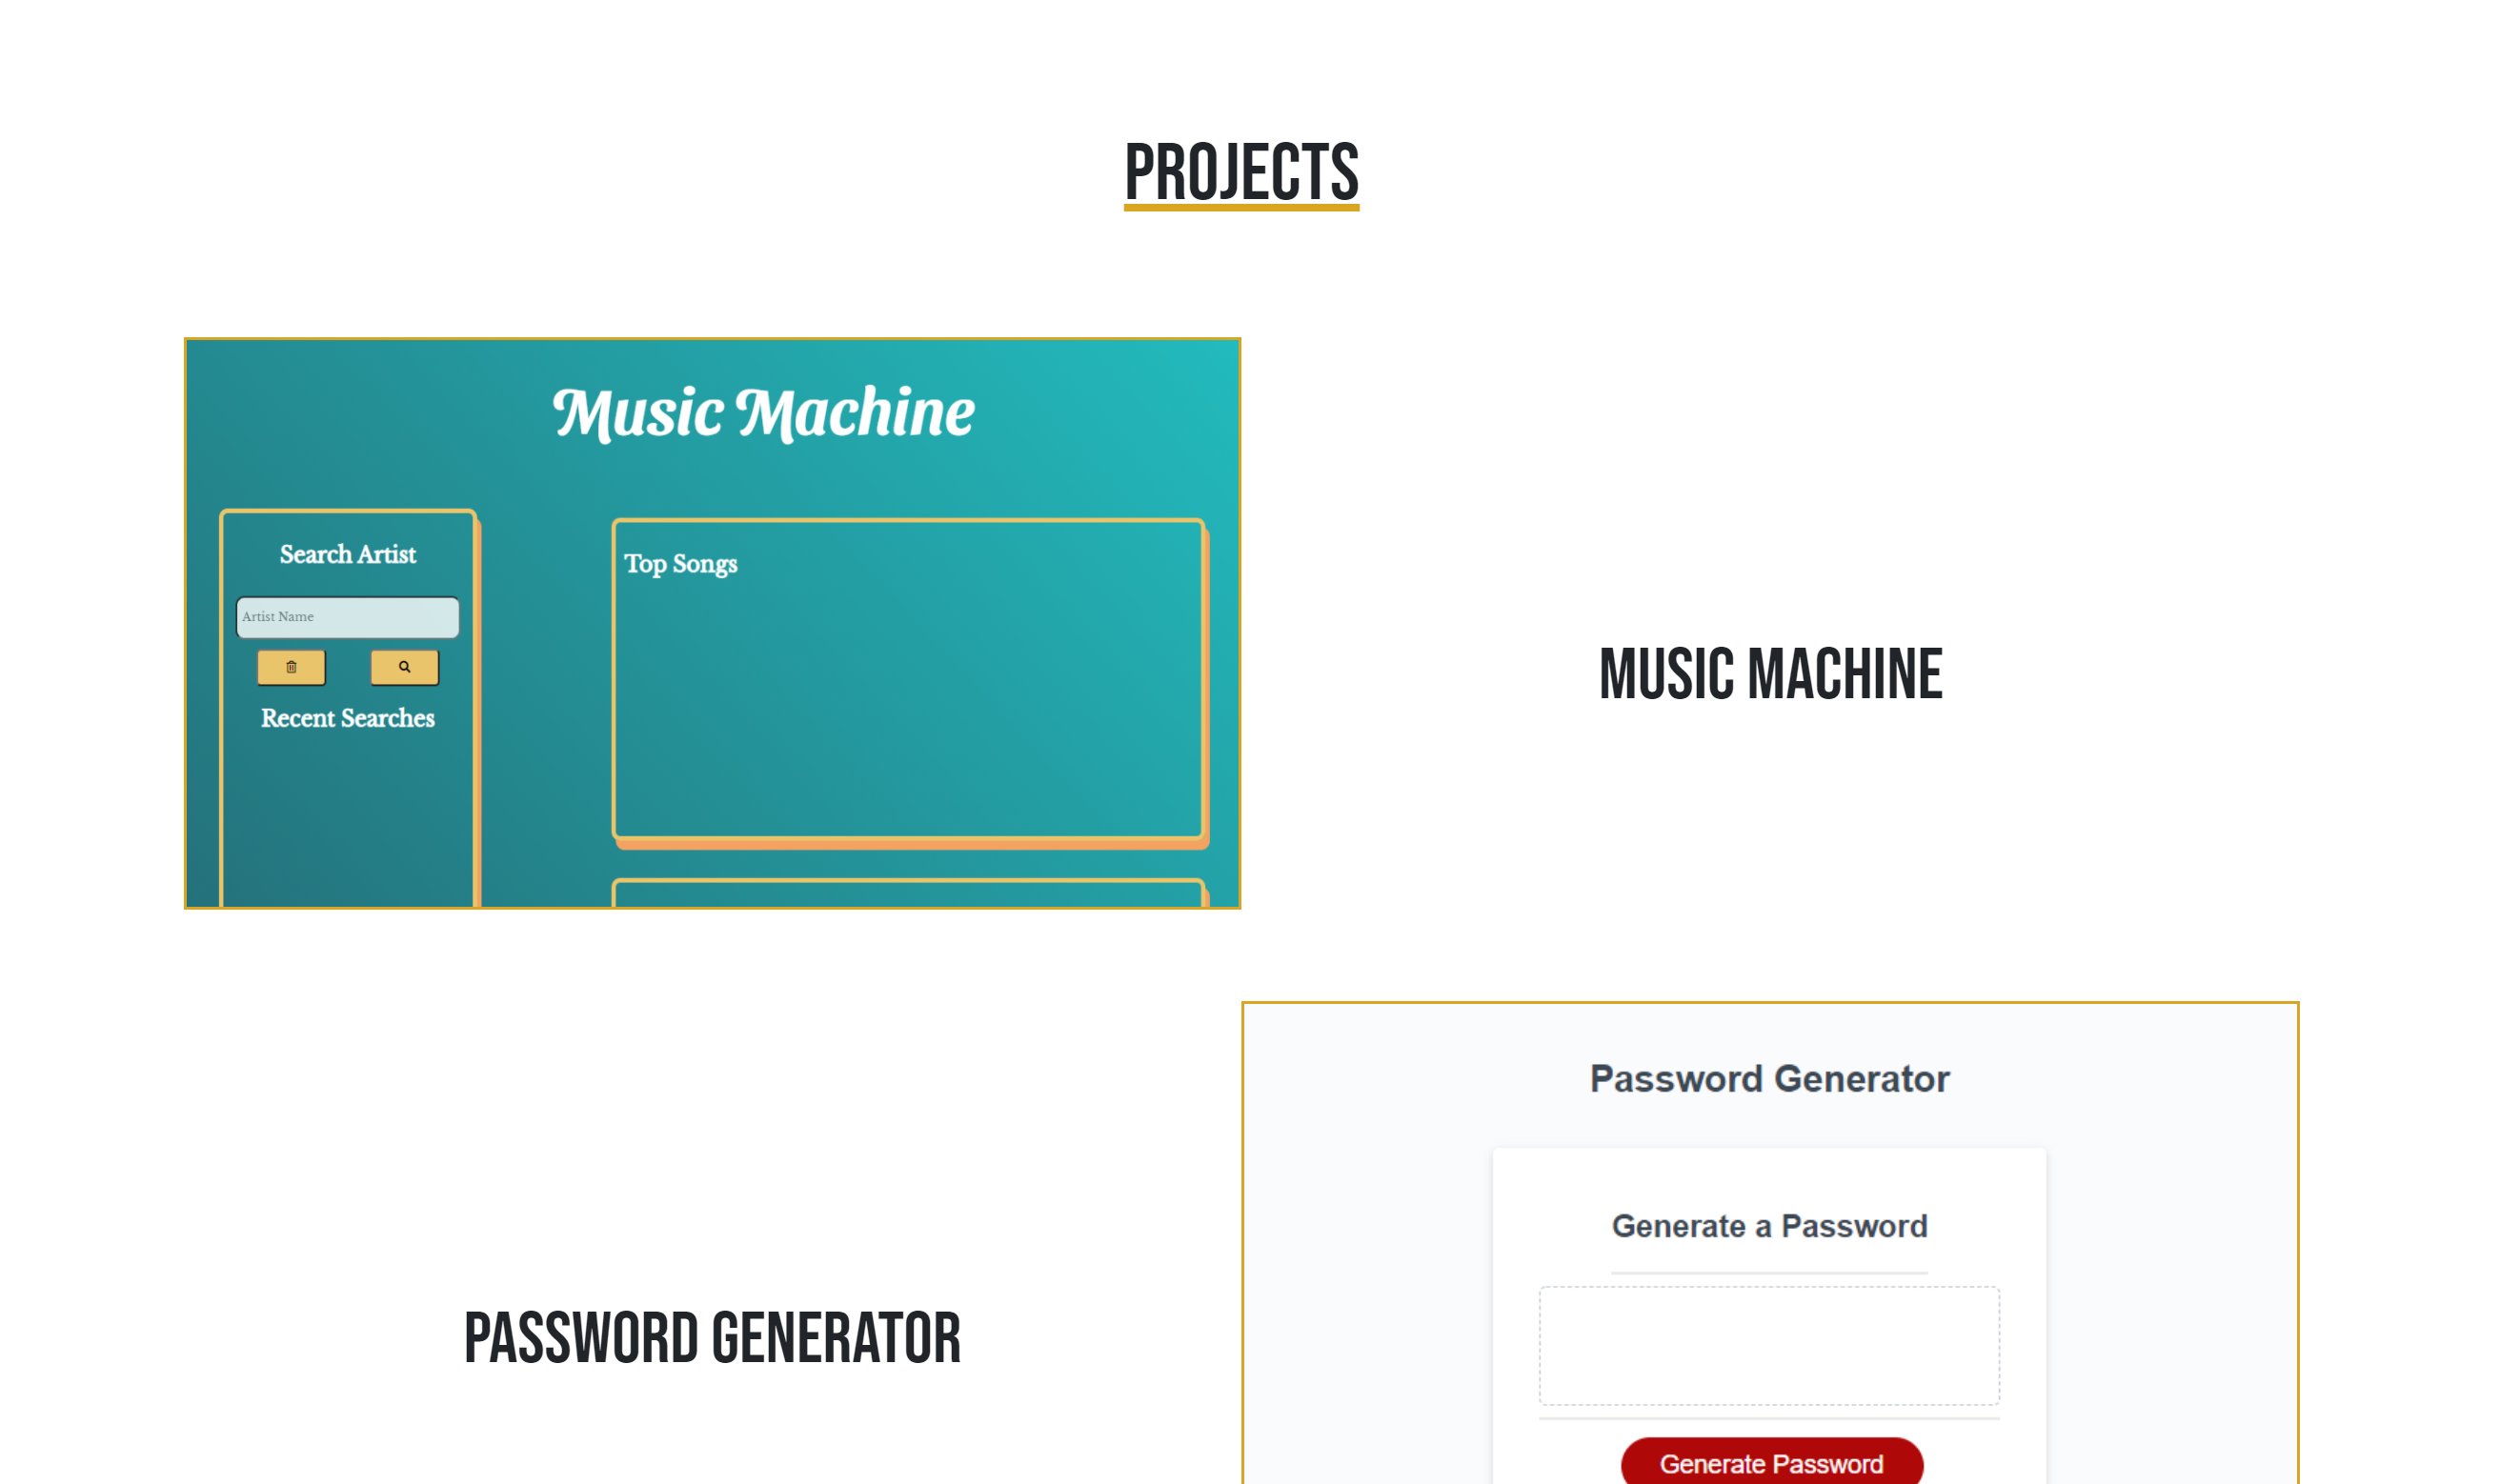 PROJECTS
Music Machine
Search Artist
Artist Name
Recent Searches
Top Songs
MUSIC MACHINE
PASSWORD GENERATOR
Password Generator
Generate a Password
Generate Password